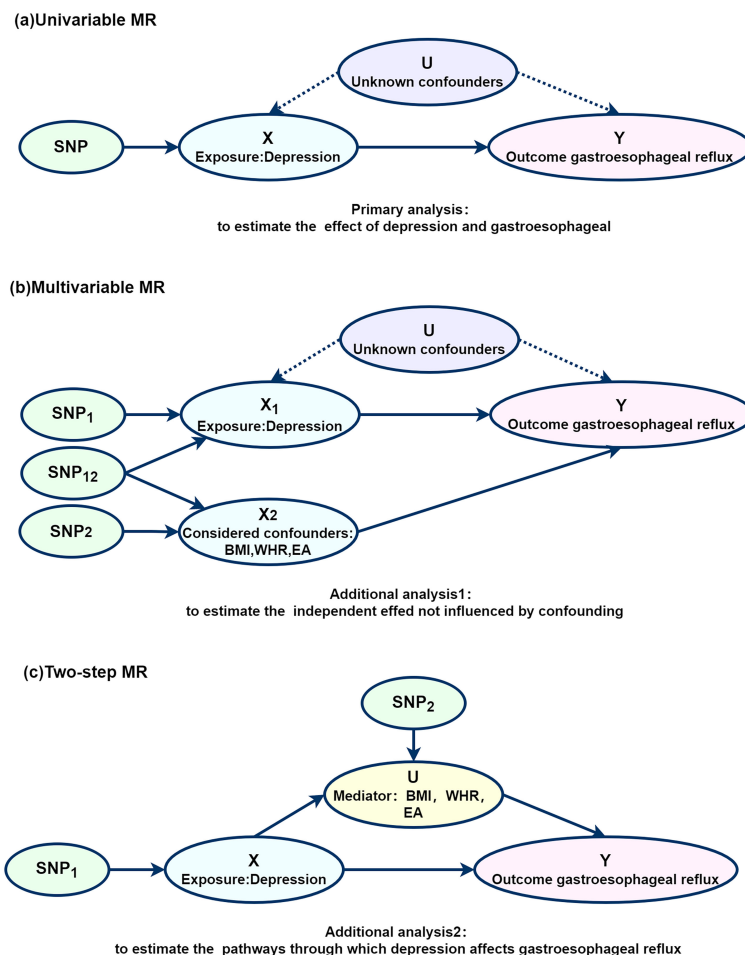 (a)Univariable MR
U
Unknown confounders
SNP
X
Exposure:Depression
Y
Outcome gastroesophageal reflux
Primary analysis:
to estimate the effect of depression and gastroesophageal
(b)Multivariable MR
U
Unknown confounders
SNP1
X1
Exposure:Depression
Y
Outcome gastroesophageal reflux
SNP12
SNP2
X2
Considered confounders:
BMI,WHR,EA
Additional analysis1:
to estimate the independent effed not influenced by confounding
(c)Two-step MR
SNP2
U
Mediator: BMI, WHR,
EA
SNP1
X
Exposure:Depression
Y
Outcome gastroesophageal reflux
Additional analysis2:
to estimate the pathways through which depression affects gastroesophageal reflux